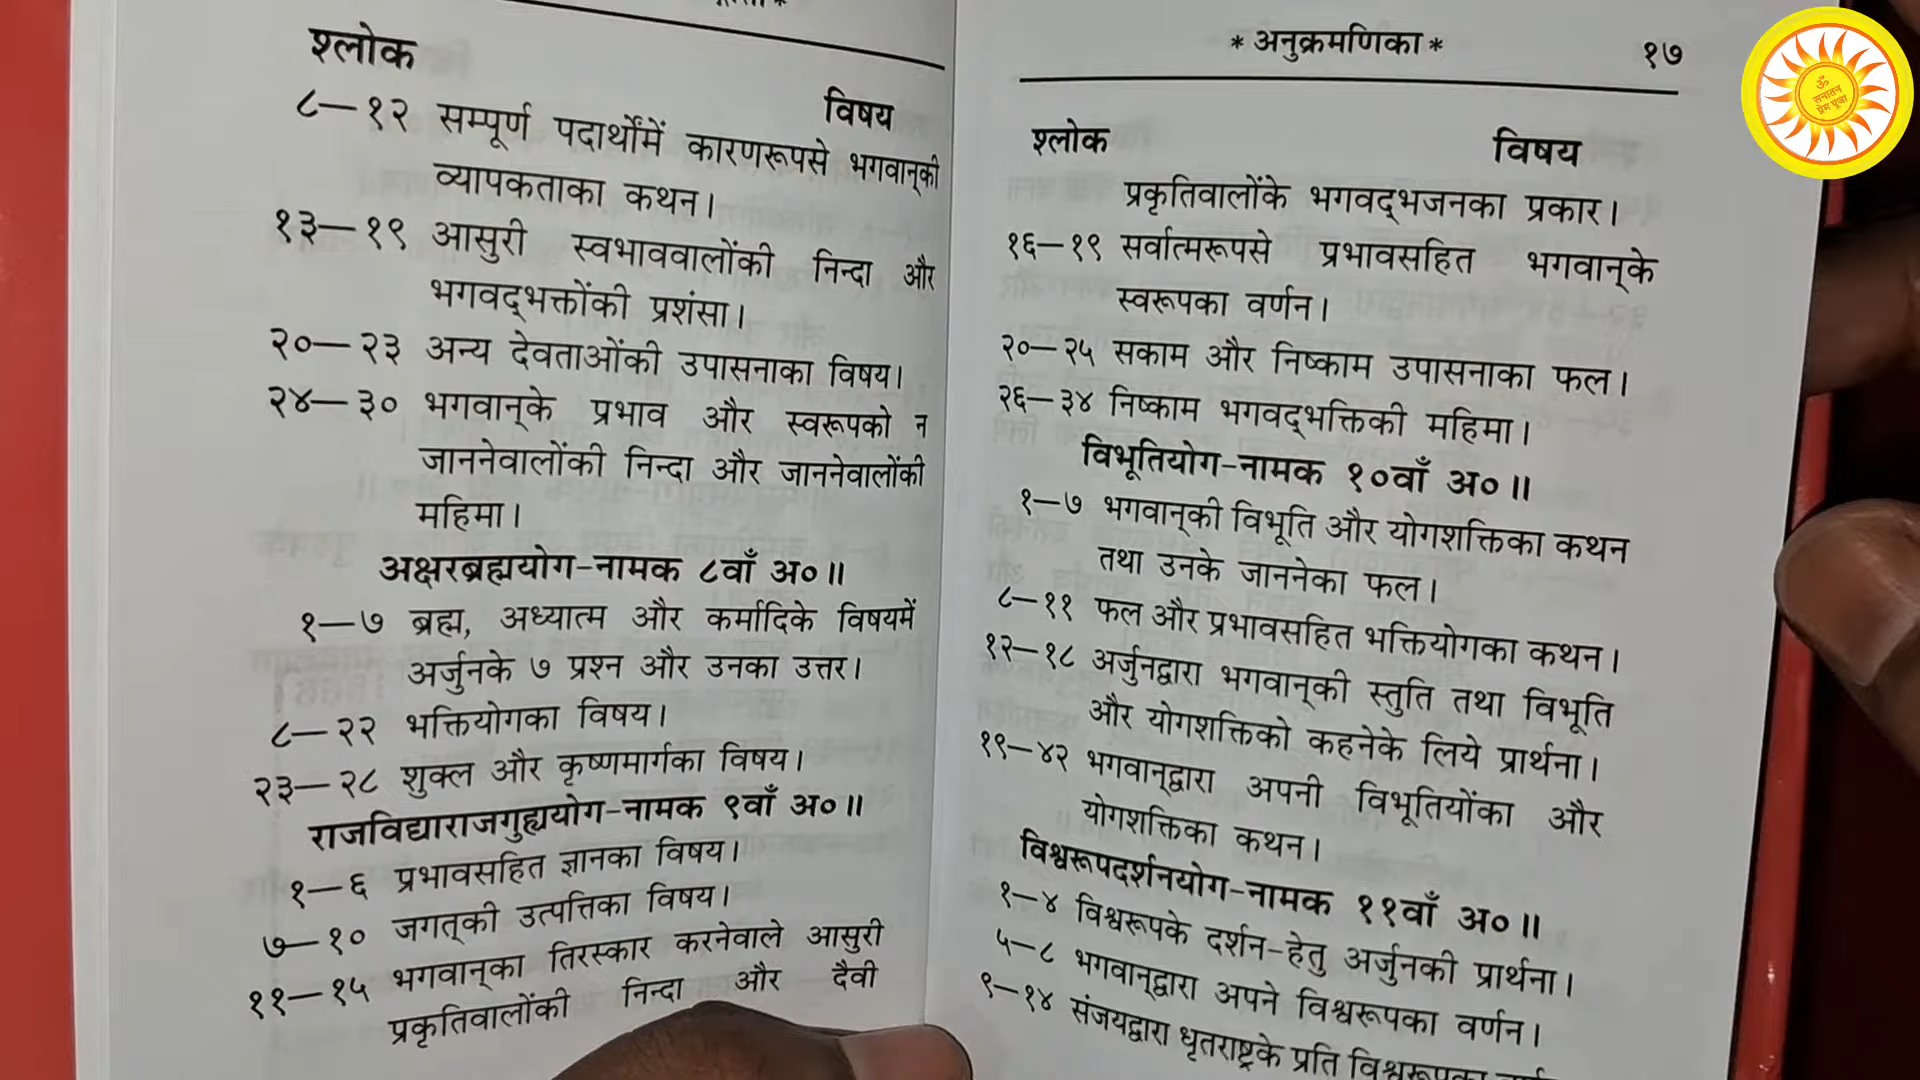 श्लोक
विषय
८—१२ सम्पूर्ण पदार्थोंमें कारणरूपसे भगवान्‌की
व्यापकताका कथन।
१३—१९ आसुरी स्वभाववालोंकी निन्दा और
भगवद्भक्तोंकी प्रशंसा।
२०—२३ अन्य देवताओंकी उपासनाका विषय।
२४—३० भगवान्‌के प्रभाव और स्वरूपको न
जाननेवालोंकी निन्दा और जाननेवालोंकी
महिमा।
अक्षरब्रह्मयोग-नामक ८वाँ अ०॥
१—७ ब्रह्म, अध्यात्म और कर्मादिके विषयमें
अर्जुनके ७ प्रश्न और उनका उत्तर।
८—२२ भक्तियोगका विषय।
२३—२८ शुक्ल और कृष्णमार्गका विषय।
राजविद्याराजगुह्ययोग-नामक ९वाँ अ०॥
१—६ प्रभावसहित ज्ञानका विषय।
७—१० जगत्‌की उत्पत्तिका विषय।
११—१५ भगवान्‌का तिरस्कार करनेवाले आसुरी
प्रकृतिवालोंकी निन्दा और दैवी
* अनुक्रमणिका * १७
श्लोक विषय
प्रकृतिवालोंके भगवद्भजनका प्रकार।
१६—१९ सर्वात्मरूपसे प्रभावसहित भगवान्‌के
स्वरूपका वर्णन।
२०—२५ सकाम और निष्काम उपासनाका फल।
२६—३४ निष्काम भगवद्भक्तिकी महिमा।
विभूतियोग-नामक १०वाँ अ०॥
१—७ भगवान्‌की विभूति और योगशक्तिका कथन
तथा उनके जाननेका फल।
८—११ फल और प्रभावसहित भक्तियोगका कथन।
१२—१८ अर्जुनद्वारा भगवान्‌की स्तुति तथा विभूति
और योगशक्तिको कहनेके लिये प्रार्थना।
१९—४२ भगवान्‌द्वारा अपनी विभूतियोंका और
योगशक्तिका कथन।
विश्वरूपदर्शनयोग-नामक ११वाँ अ०॥
१—४ विश्वरूपके दर्शन-हेतु अर्जुनकी प्रार्थना।
५—८ भगवान्‌द्वारा अपने विश्वरूपका वर्णन।
९—१४ संजयद्वारा धृतराष्ट्रके प्रति विश्वरूपका
ॐ
सनातन
प्रेम पूजा